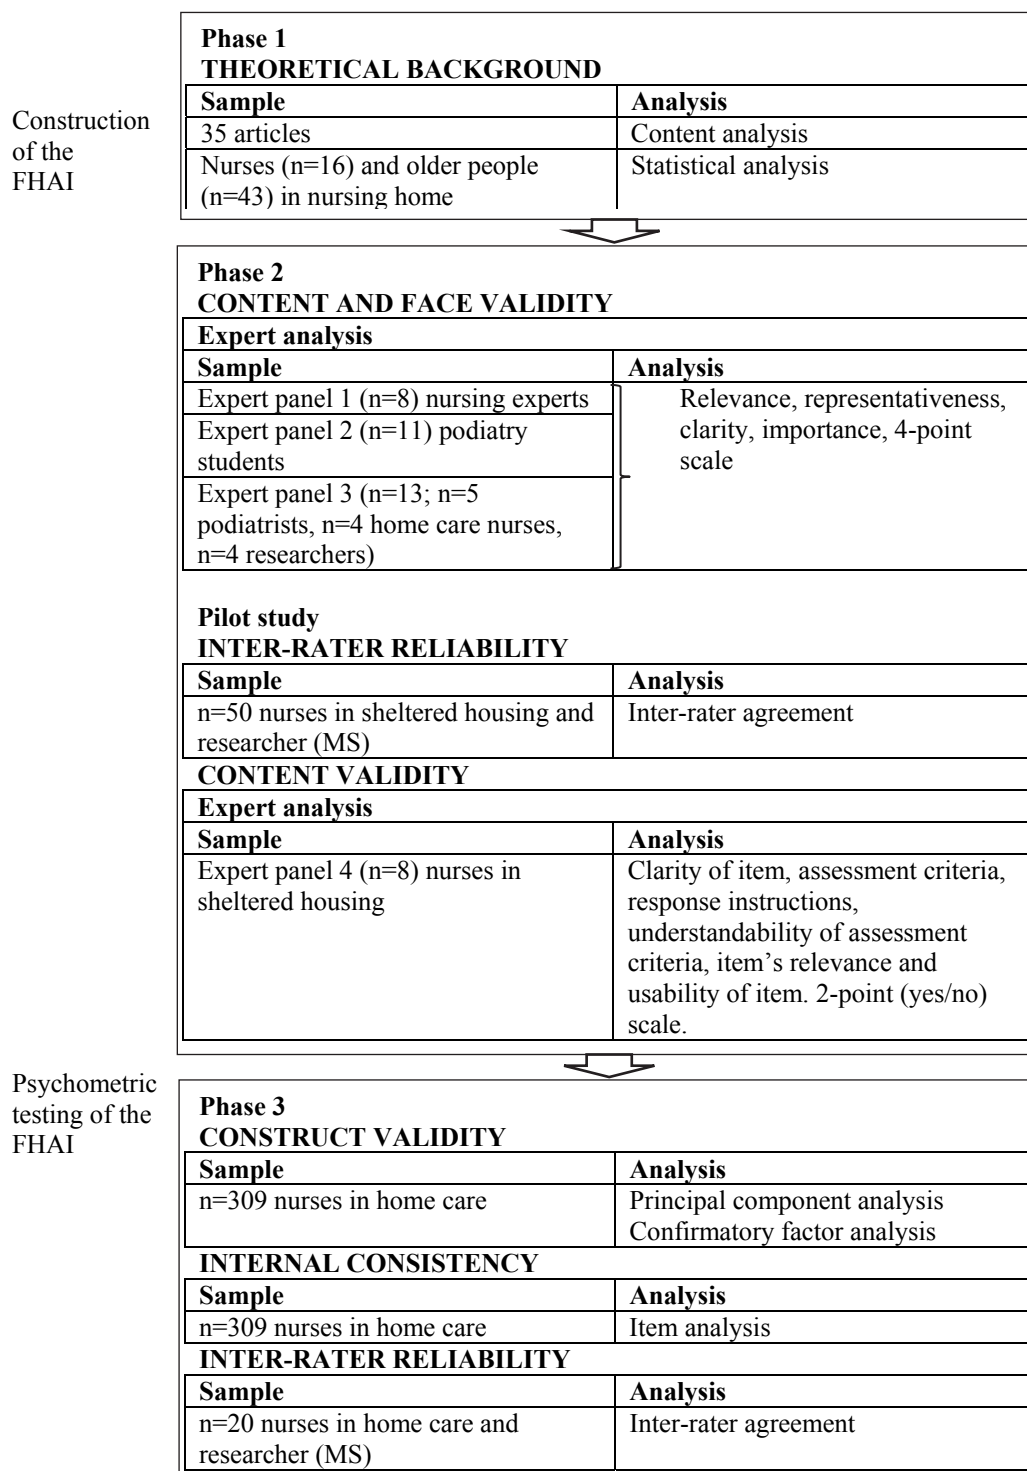 Construction
of the
FHAI
Phase 1
THEORETICAL BACKGROUND
Sample Analysis
35 articles Content analysis
Nurses (n=16) and older people Statistical analysis
(n=43) in nursing home
Phase 2
CONTENT AND FACE VALIDITY
Expert analysis
Sample Analysis
Expert panel 1 (n=8) nursing experts
Expert panel 2 (n=11) podiatry
students
Expert panel 3 (n=13; n=5
podiatrists, n=4 home care nurses,
n=4 researchers)
Relevance, representativeness,
clarity, importance, 4-point
scale
Pilot study
INTER-RATER RELIABILITY
Sample Analysis
n=50 nurses in sheltered housing and Inter-rater agreement
researcher (MS)
CONTENT VALIDITY
Expert analysis
Sample Analysis
Expert panel 4 (n=8) nurses in
sheltered housing
Clarity of item, assessment criteria,
response instructions,
understandability of assessment
criteria, item's relevance and
usability of item. 2-point (yes/no)
scale.
Psychometric
testing of the
FHAI
Phase 3
CONSTRUCT VALIDITY
Sample Analysis
n=309 nurses in home care Principal component analysis
Confirmatory factor analysis
INTERNAL CONSISTENCY
Sample Analysis
n=309 nurses in home care Item analysis
INTER-RATER RELIABILITY
Sample Analysis
n=20 nurses in home care and Inter-rater agreement
researcher (MS)